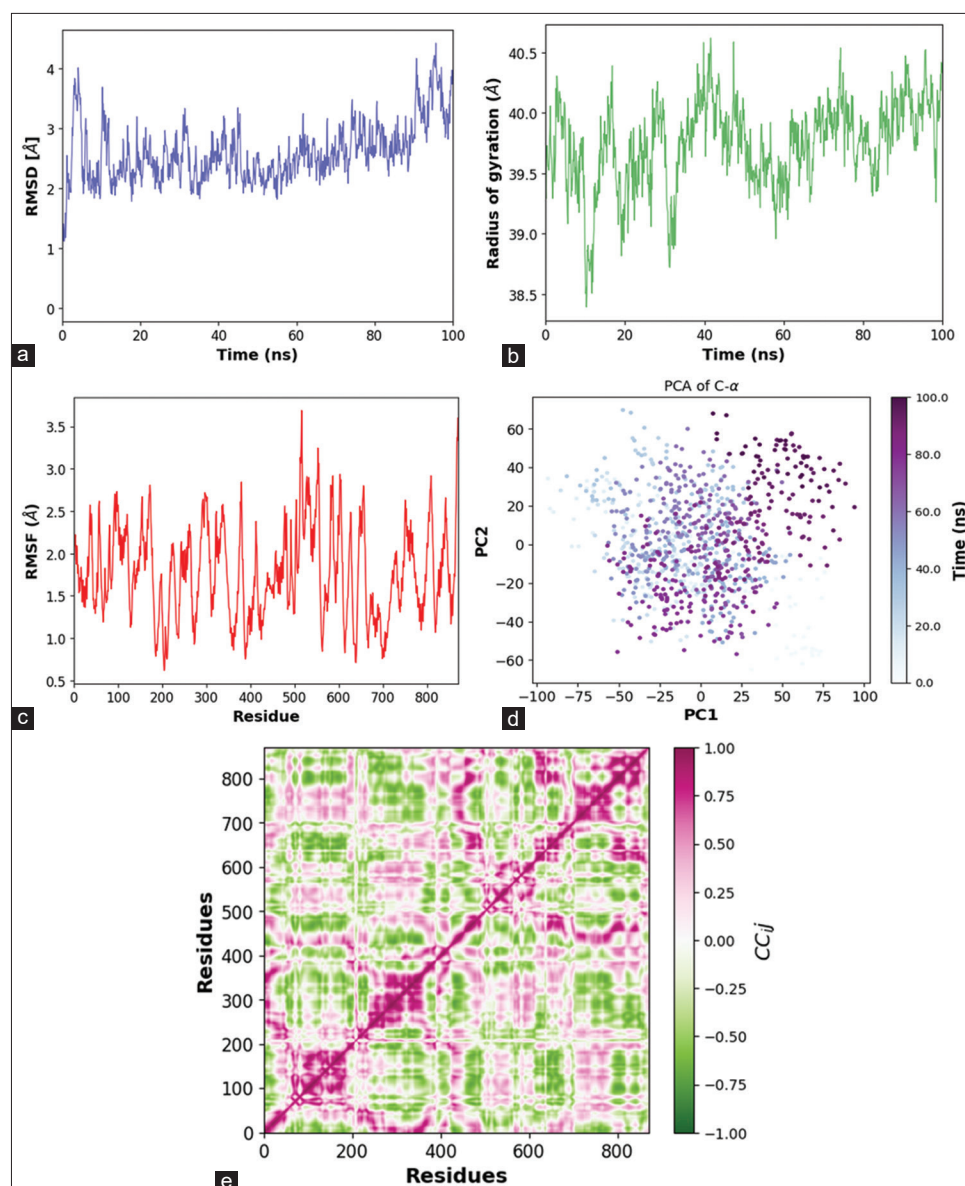 4
3
2
1
0
RMSD [Å]
0 20 40 60 80 100
Time (ns)
a
40.5
40.0
39.5
39.0
38.5
Radius of gyration (Å)
0 20 40 60 80 100
Time (ns)
b
3.5
3.0
2.5
2.0
1.5
1.0
0.5
RMSF (Å)
0 100 200 300 400 500 600 700 800
Residue
c
PCA of C-α
60
40
20
0
−20
−40
−60
PC2
−100 −75 −50 −25 0 25 50 75 100
PC1
100.0
80.0
60.0
40.0
20.0
0.0
Time (ns)
d
800
700
600
500
400
300
200
100
0
Residues
0 200 400 600 800
Residues
1.00
0.75
0.50
0.25
0.00
−0.25
−0.50
−0.75
−1.00
CCij
e